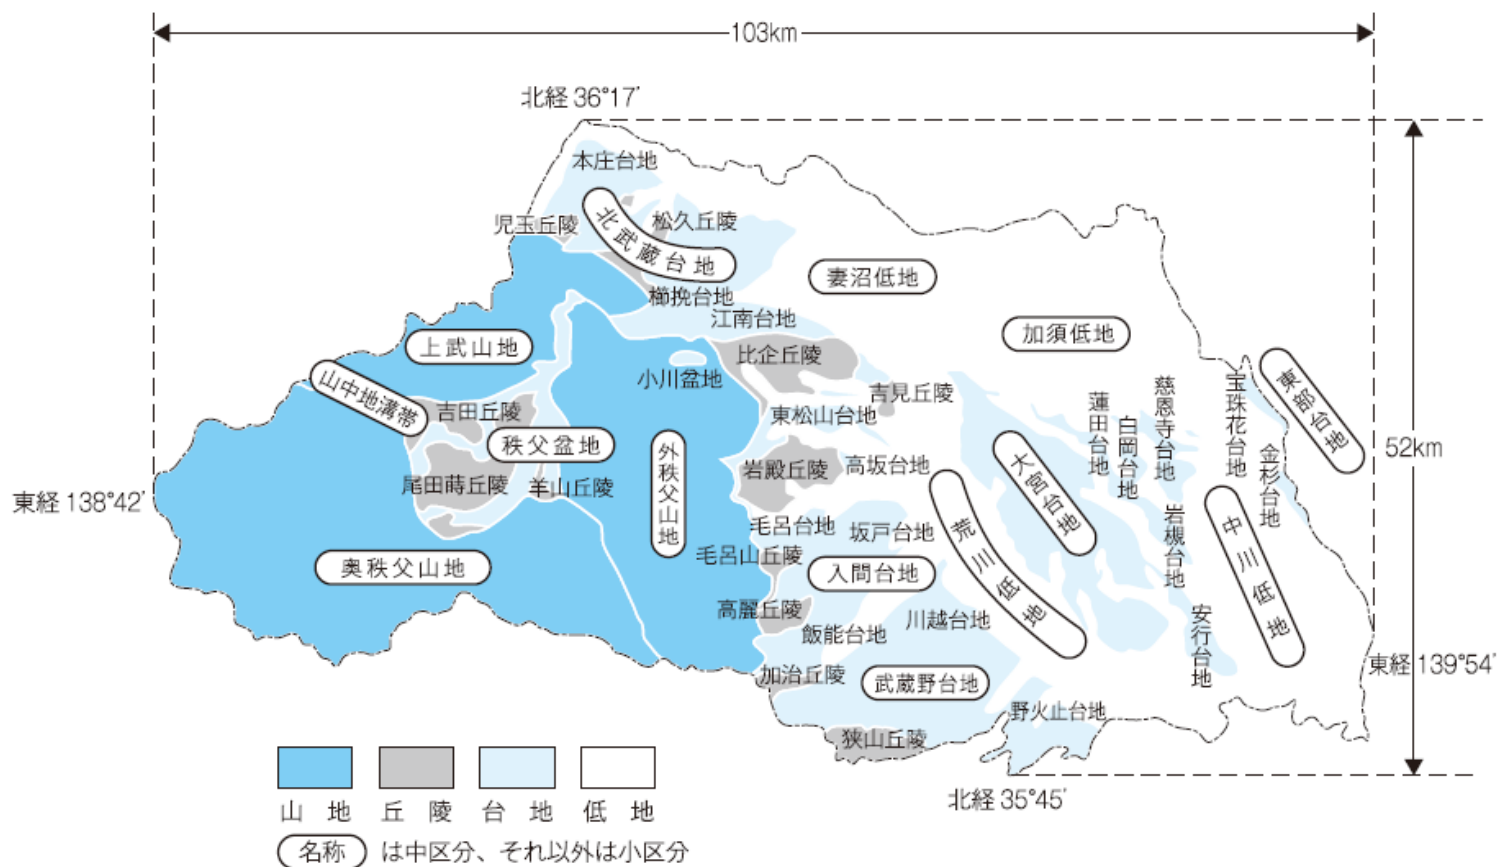 103km
北経 36°17′
本庄台地
児玉丘陵
北武蔵台地
松久丘陵
櫛挽台地
妻沼低地
江南台地
上武山地
加須低地
比企丘陵
小川盆地
山中地溝帯
吉田丘陵
秩父盆地
外秩父山地
東松山台地
吉見丘陵
蓮田台地
白岡台地
慈恩寺台地
宝珠花台地
東部台地
金杉台地
52km
尾田蒔丘陵
羊山丘陵
岩殿丘陵
高坂台地
大宮台地
東経 138°42′
荒川低地
岩槻台地
中川低地
毛呂台地
坂戸台地
毛呂山丘陵
奥秩父山地
入間台地
高麗丘陵
飯能台地
川越台地
安行台地
加治丘陵
武蔵野台地
東経 139°54′
野火止台地
狭山丘陵
北経 35°45′
山地
丘陵
台地
低地
名称 は中区分、それ以外は小区分